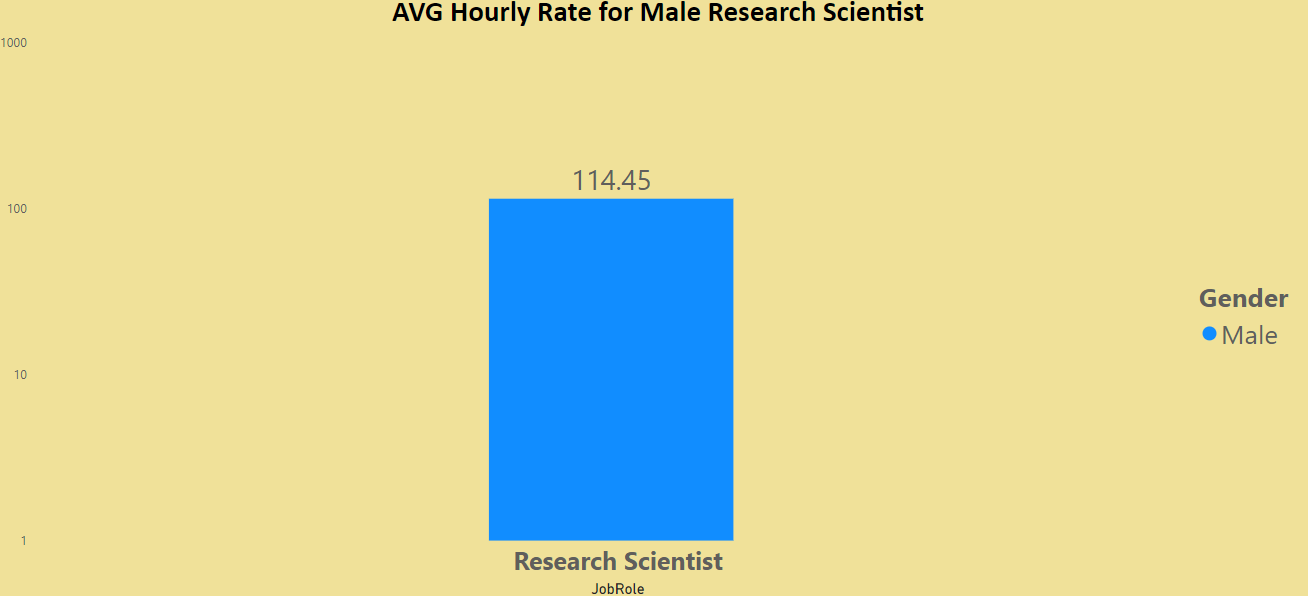 AVG Hourly Rate for Male Research Scientist
1000
114.45
100
Gender
Male
10
1
Research Scientist
JobRole